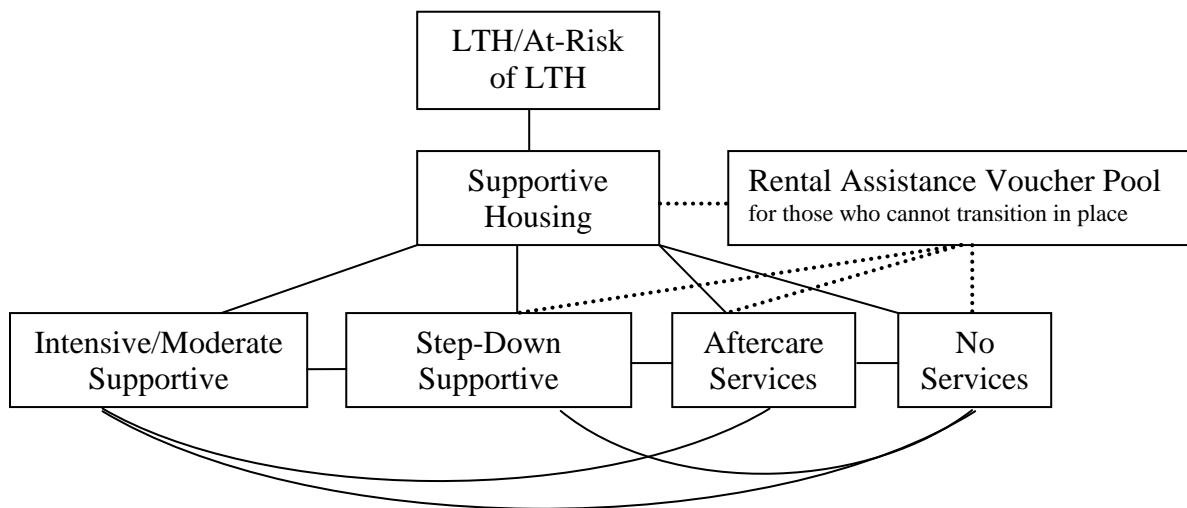 LTH/At-Risk
of LTH
Supportive
Housing
Rental Assistance Voucher Pool
for those who cannot transition in place
Intensive/Moderate
Supportive
Step-Down
Supportive
Aftercare
Services
No
Services